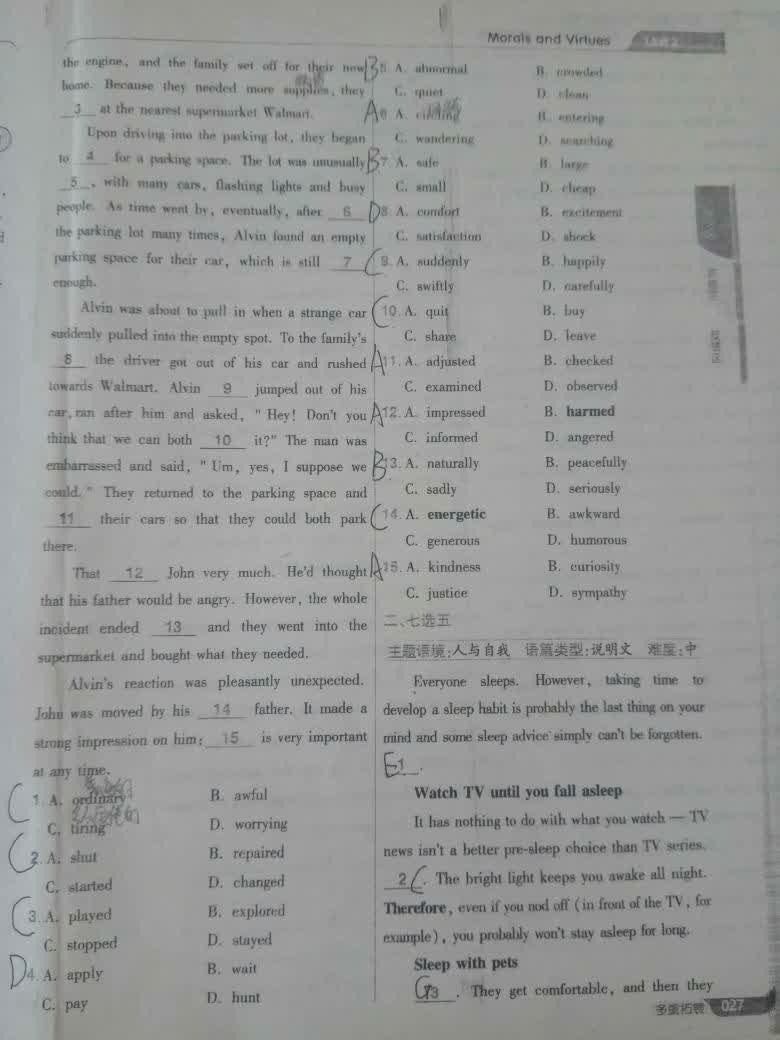 Morals and Virtues
the engine, and the family set off for their new
home. Because they needed more supplies, they
3 at the nearest supermarket Walmart.
Upon driving into the parking lot, they began
to 4 for a parking space. The lot was unusually
5, with many cars, flashing lights and busy
people. As time went by, eventually, after 6
the parking lot many times, Alvin found an empty
parking space for their car, which is still 7
enough.
Alvin was about to pull in when a strange car
suddenly pulled into the empty spot. To the family's
8 the driver got out of his car and rushed
towards Walmart. Alvin 9 jumped out of his
car, ran after him and asked, "Hey! Don't you
think that we can both 10 it?" The man was
embarrassed and said, "Um, yes, I suppose we
could." They returned to the parking space and
11 their cars so that they could both park
there.
That 12 John very much. He'd thought
that his father would be angry. However, the whole
incident ended 13 and they went into the
supermarket and bought what they needed.
Alvin's reaction was pleasantly unexpected.
John was moved by his 14 father. It made a
strong impression on him: 15 is very important
at any time.
C 1. A. ordinary B. awful
C. tiring D. worrying
C 2. A. shut B. repaired
C. started D. changed
C 3. A. played B. explored
C. stopped D. stayed
D 4. A. apply B. wait
C. pay D. hunt
B 5 A. abnormal B. crowded
C. quiet D. clean
A 6 A. B. entering
C. wandering D. searching
B 7. A. safe B. large
C. small D. cheap
D 8. A. comfort B. excitement
C. satisfaction D. shock
C 9. A. suddenly B. happily
C. swiftly D. carefully
C 10. A. quit B. buy
C. share D. leave
A 11. A. adjusted B. checked
C. examined D. observed
A 12. A. impressed B. harmed
C. informed D. angered
B 13. A. naturally B. peacefully
C. sadly D. seriously
C 14. A. energetic B. awkward
C. generous D. humorous
A 15. A. kindness B. curiosity
C. justice D. sympathy
二、七选五
主题语境:人与自我 语篇类型:说明文 难度:中
Everyone sleeps. However, taking time to
develop a sleep habit is probably the last thing on your
mind and some sleep advice simply can't be forgotten.
E 1.
Watch TV until you fall asleep
It has nothing to do with what you watch — TV
news isn't a better pre-sleep choice than TV series.
2 C. The bright light keeps you awake all night.
Therefore, even if you nod off (in front of the TV, for
example), you probably won't stay asleep for long.
Sleep with pets
G 3. They get comfortable, and then they
027